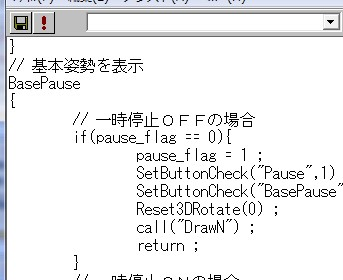 }
// 基本姿勢を表示
BasePause
{
// 一時停止ＯＦＦの場合
if(pause_flag == 0){
pause_flag = 1 ;
SetButtonCheck("Pause",1)
SetButtonCheck("BasePause"
Reset3DRotate(0) ;
call("DrawN") ;
return ;
}
// 一時停止ＯＮの場合